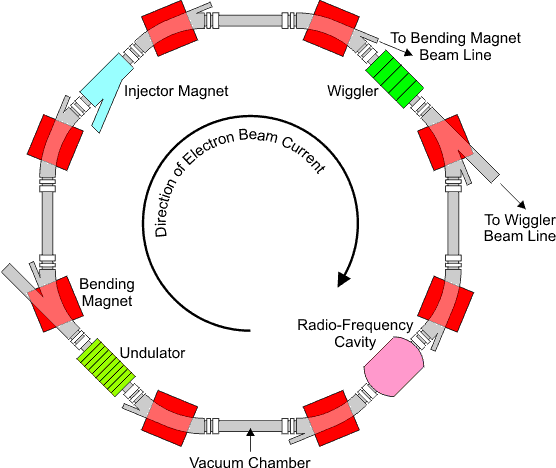 To Bending Magnet
Beam Line
Injector Magnet
Wiggler
Direction of Electron Beam Current
To Wiggler
Beam Line
Bending
Magnet
Radio-Frequency
Cavity
Undulator
Vacuum Chamber